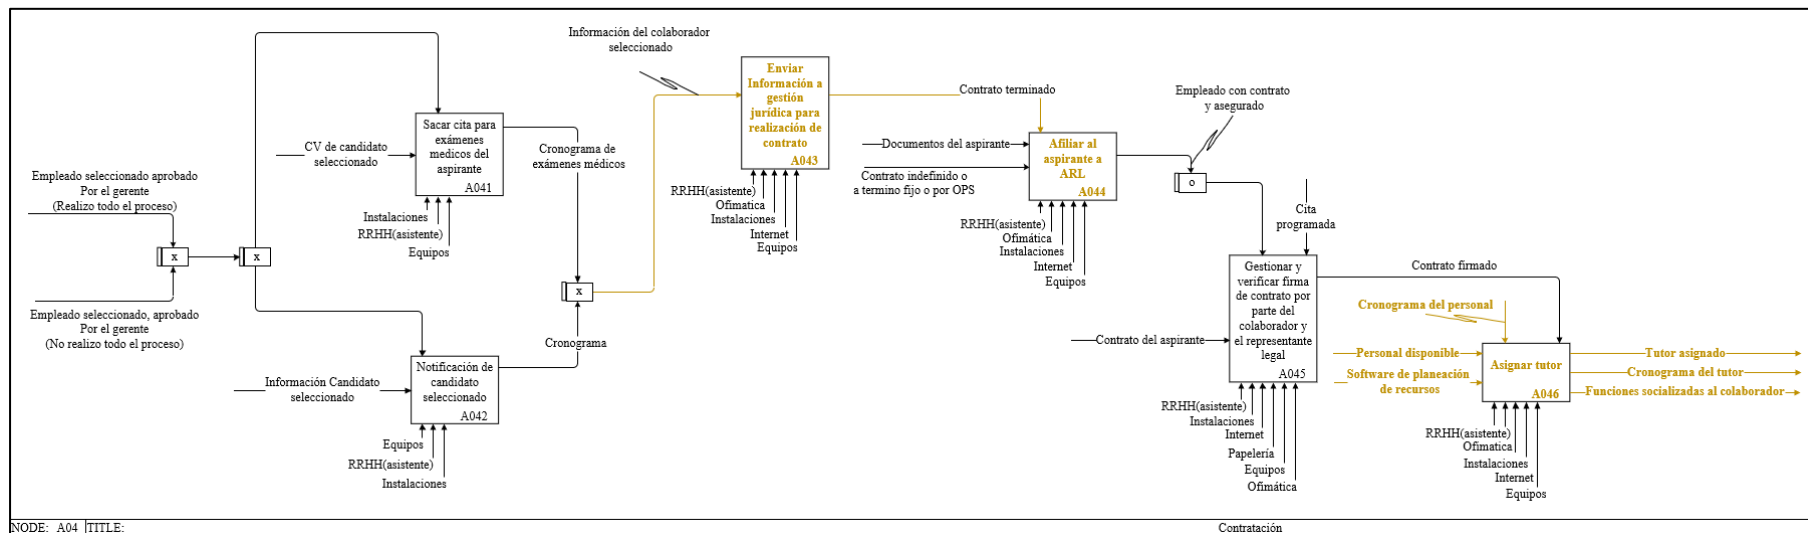 Información del colaborador
seleccionado
Enviar
Información a
gestión
jurídica para
realización de
contrato
A043
Contrato terminado
Empleado con contrato
y asegurado
Sacar cita para
exámenes
medicos del
aspirante
A041
CV de candidato
seleccionado
Cronograma de
exámenes médicos
Documentos del aspirante
Contrato indefinido o
a termino fijo o por OPS
Afiliar al
aspirante a
ARL
A044
o
Empleado seleccionado aprobado
Por el gerente
(Realizo todo el proceso)
Instalaciones
RRHH(asistente)
Equipos
RRHH(asistente)
Ofimatica
Instalaciones
Internet
Equipos
RRHH(asistente)
Ofimática
Instalaciones
Internet
Equipos
Cita
programada
x
x
x
Empleado seleccionado, aprobado
Por el gerente
(No realizo todo el proceso)
Cronograma
Gestionar y
verificar firma
de contrato por
parte del
colaborador y
el representante
legal
A045
Contrato del aspirante
Contrato firmado
Cronograma del personal
Notificación de
candidato
seleccionado
A042
Información Candidato
seleccionado
Personal disponible
Software de planeación
de recursos
Asignar tutor
A046
Tutor asignado
Cronograma del tutor
Funciones socializadas al colaborador
Equipos
RRHH(asistente)
Instalaciones
RRHH(asistente)
Instalaciones
Internet
Papelería
Equipos
Ofimática
RRHH(asistente)
Ofimatica
Instalaciones
Internet
Equipos
NODE: A04 TITLE:
Contratación